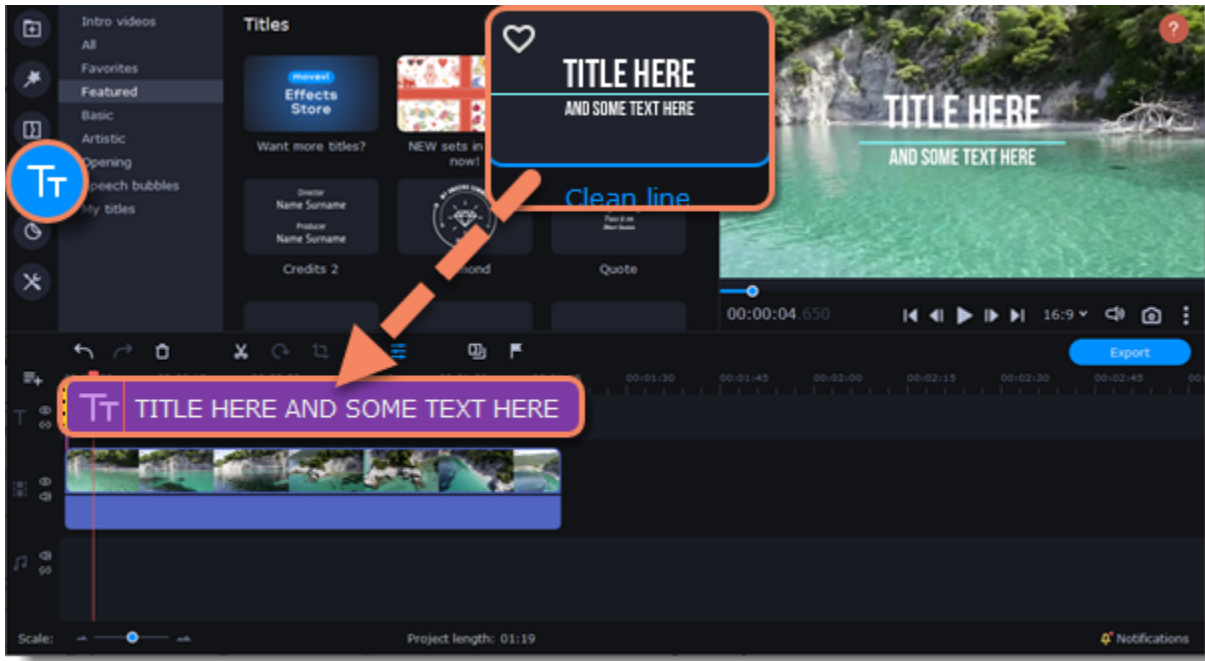 Intro videos
All
Favorites
Featured
Basic
Artistic
Opening
Speech bubbles
My titles
Titles
movavi
Effects
Store
Want more titles?
NEW sets in
now!
TITLE HERE
AND SOME TEXT HERE
Clean line
Director
Name Surname
Producer
Name Surname
Credits 2
mond
Quote
TITLE HERE
AND SOME TEXT HERE
?
00:00:04.650
16:9
Export
00:01:30
00:01:45
00:02:00
00:02:15
00:02:30
00:02:45
00:
TT TITLE HERE AND SOME TEXT HERE
Scale:
Project length: 01:19
Notifications